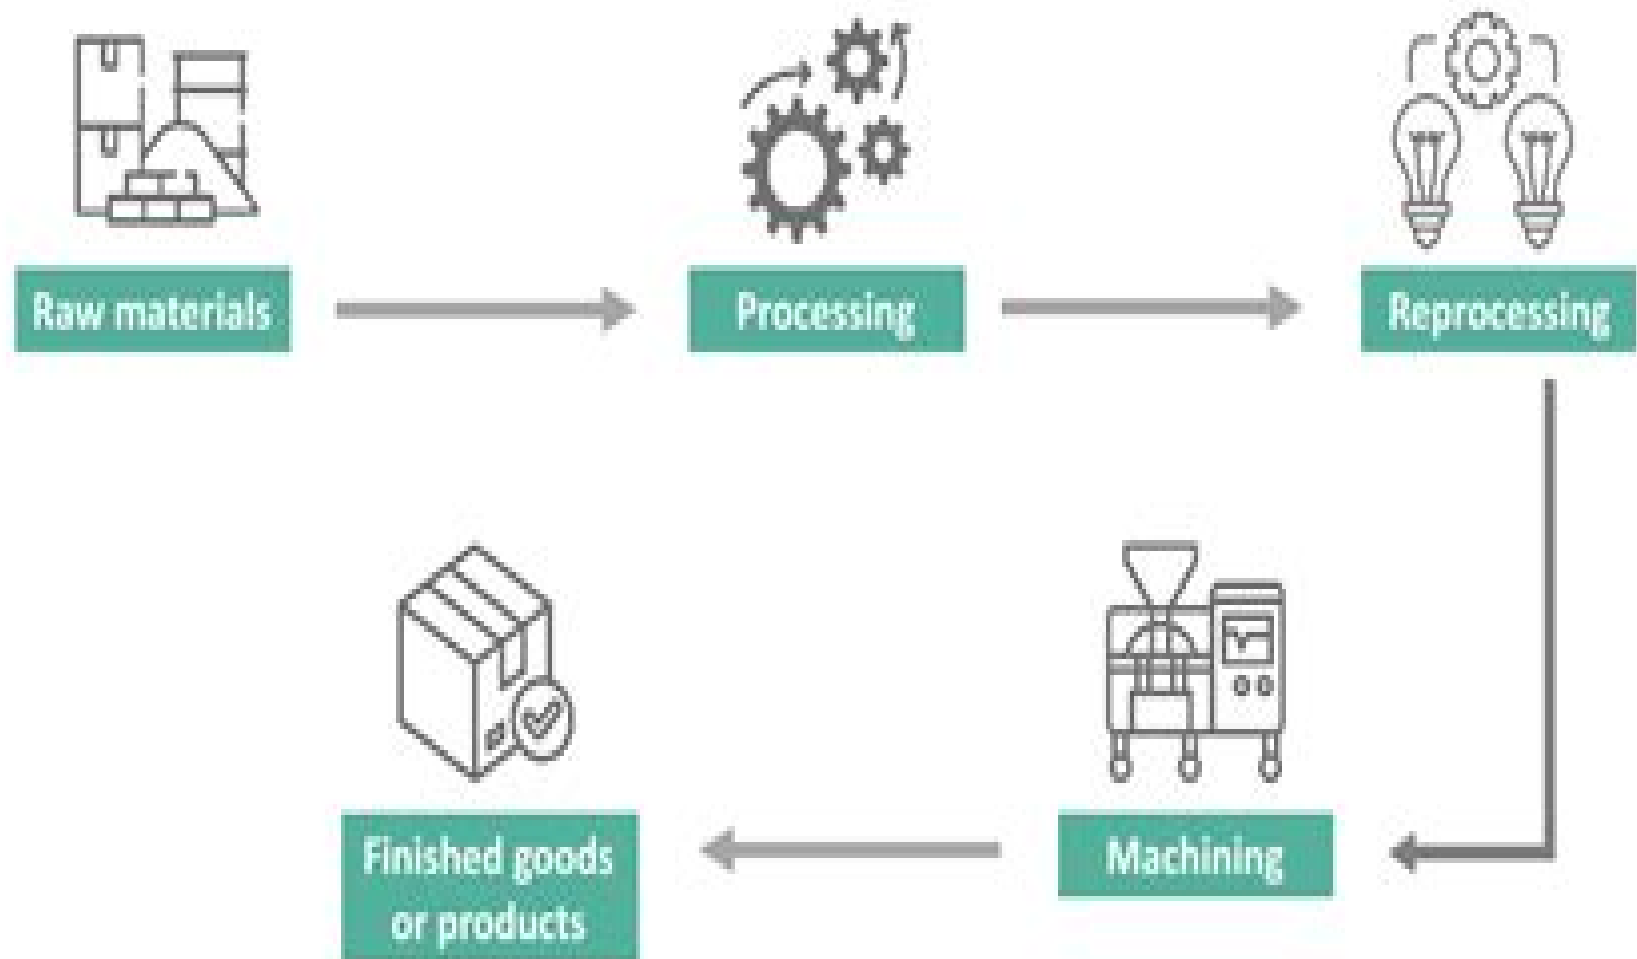 Raw materials
Processing
Reprocessing
Machining
Finished goods
or products